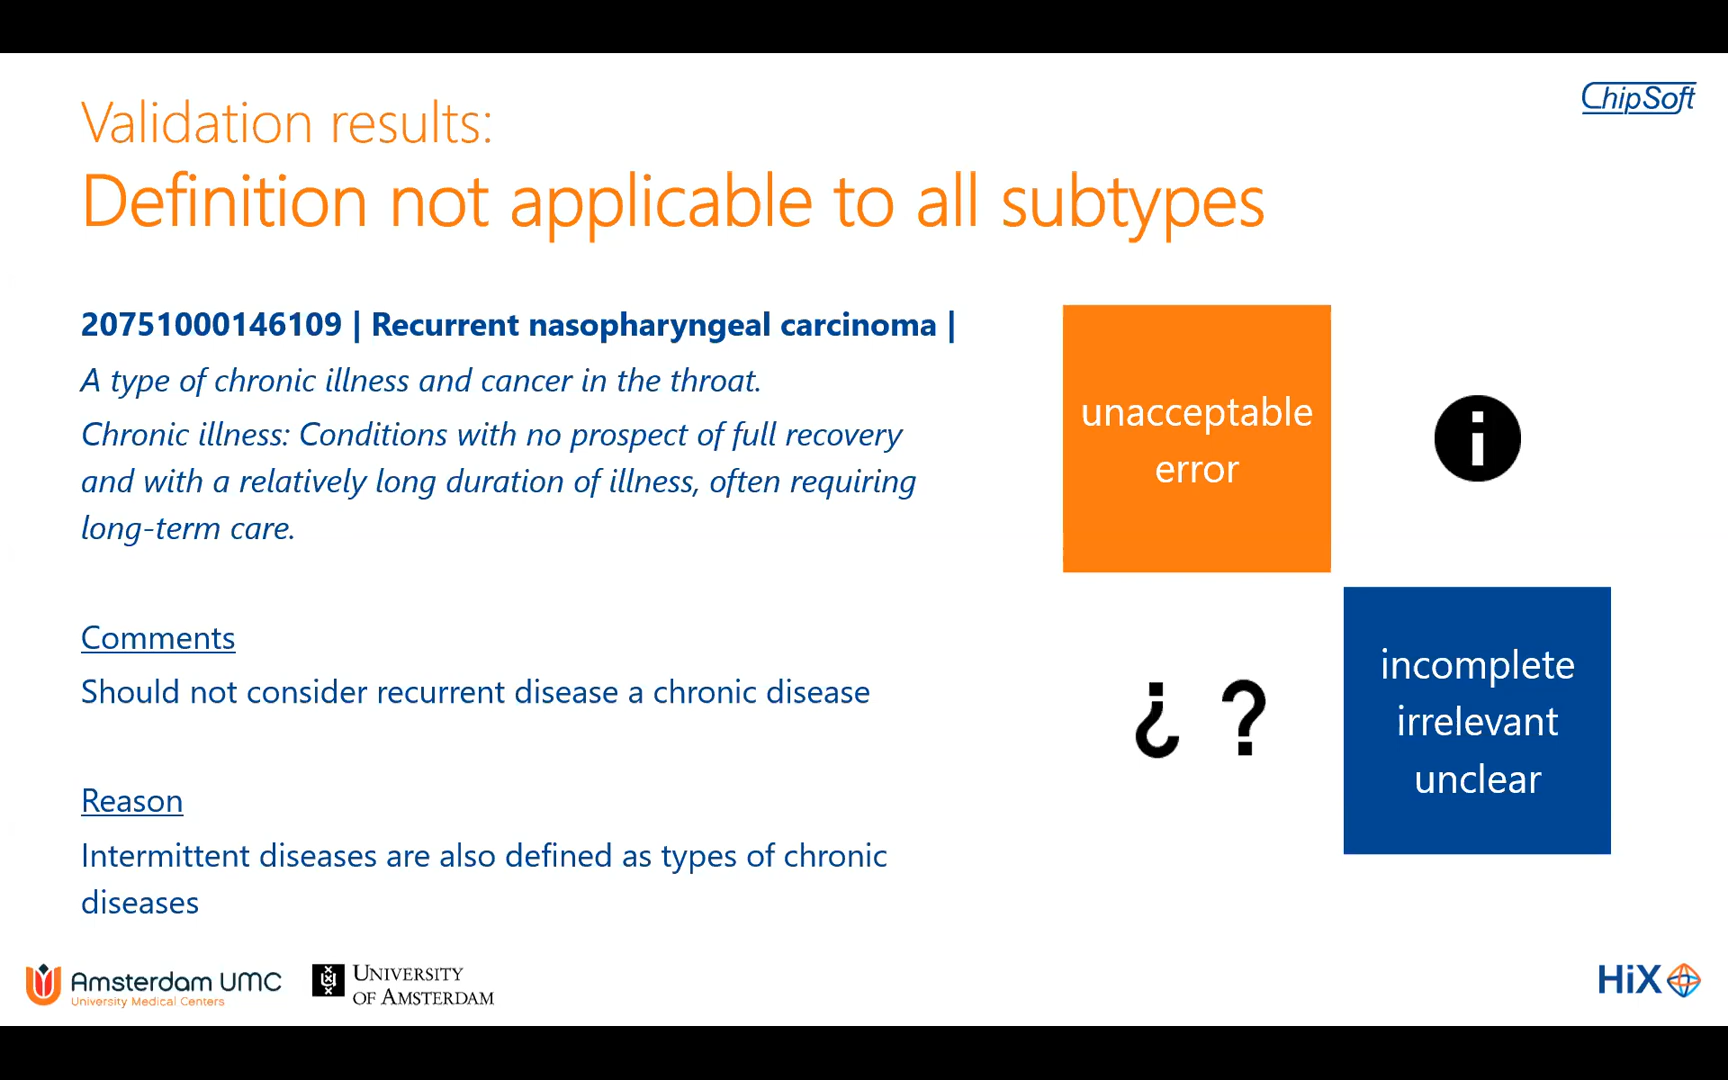 ChipSoft
Validation results:
Definition not applicable to all subtypes
20751000146109 | Recurrent nasopharyngeal carcinoma |
A type of chronic illness and cancer in the throat.
Chronic illness: Conditions with no prospect of full recovery
and with a relatively long duration of illness, often requiring
long-term care.
Comments
Should not consider recurrent disease a chronic disease
Reason
Intermittent diseases are also defined as types of chronic
diseases
unacceptable
error
i
¿ ?
incomplete
irrelevant
unclear
Amsterdam UMC
University Medical Centers
UNIVERSITY
OF AMSTERDAM
HiX